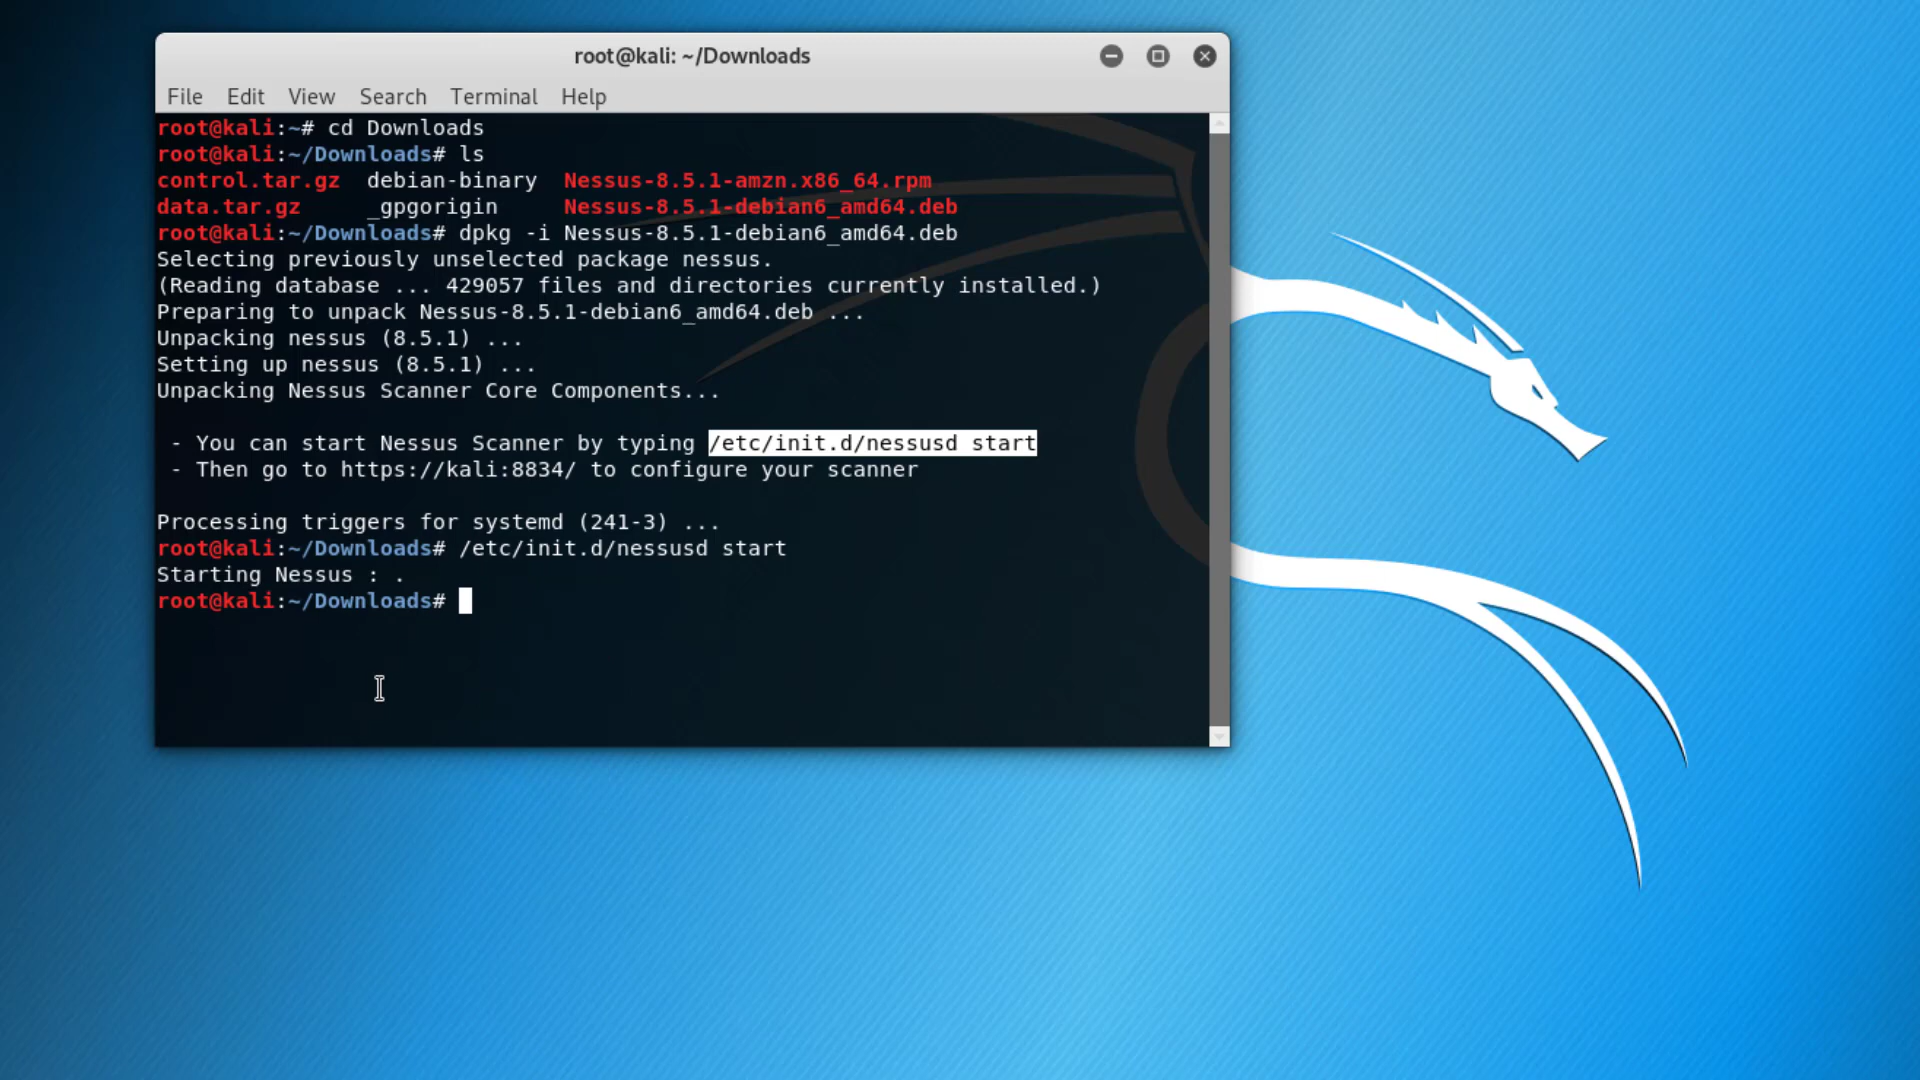 root@kali: ~/Downloads
File Edit View Search Terminal Help
root@kali:~# cd Downloads
root@kali:~/Downloads# ls
control.tar.gz  debian-binary  Nessus-8.5.1-amzn.x86_64.rpm
data.tar.gz     _gpgorigin     Nessus-8.5.1-debian6_amd64.deb
root@kali:~/Downloads# dpkg -i Nessus-8.5.1-debian6_amd64.deb
Selecting previously unselected package nessus.
(Reading database ... 429057 files and directories currently installed.)
Preparing to unpack Nessus-8.5.1-debian6_amd64.deb ...
Unpacking nessus (8.5.1) ...
Setting up nessus (8.5.1) ...
Unpacking Nessus Scanner Core Components...
 - You can start Nessus Scanner by typing /etc/init.d/nessusd start
 - Then go to https://kali:8834/ to configure your scanner
Processing triggers for systemd (241-3) ...
root@kali:~/Downloads# /etc/init.d/nessusd start
Starting Nessus : .
root@kali:~/Downloads#